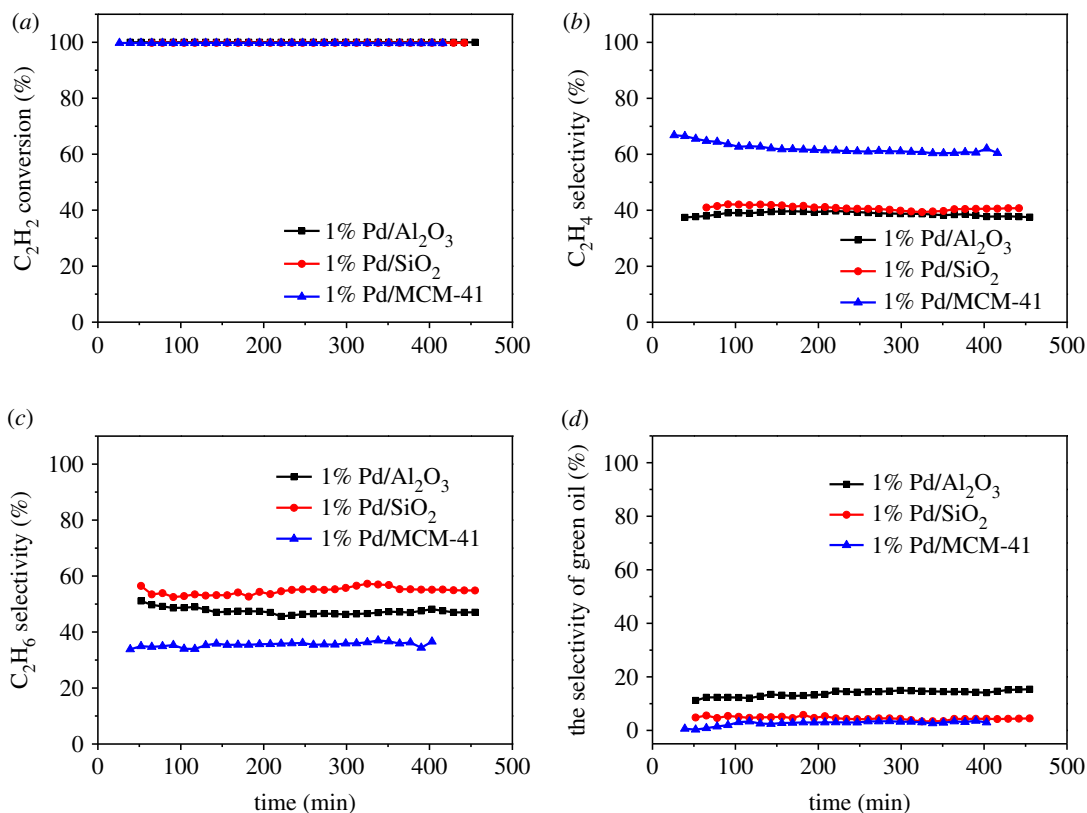 (a)
C₂H₂ conversion (%)
100
80
60
40
20
0
1% Pd/Al₂O₃
1% Pd/SiO₂
1% Pd/MCM-41
0 100 200 300 400 500
(b)
C₂H₄ selectivity (%)
100
80
60
40
20
0
1% Pd/Al₂O₃
1% Pd/SiO₂
1% Pd/MCM-41
0 100 200 300 400 500
(c)
C₂H₆ selectivity (%)
100
80
60
40
20
0
1% Pd/Al₂O₃
1% Pd/SiO₂
1% Pd/MCM-41
0 100 200 300 400 500
time (min)
(d)
the selectivity of green oil (%)
100
80
60
40
20
0
1% Pd/Al₂O₃
1% Pd/SiO₂
1% Pd/MCM-41
0 100 200 300 400 500
time (min)